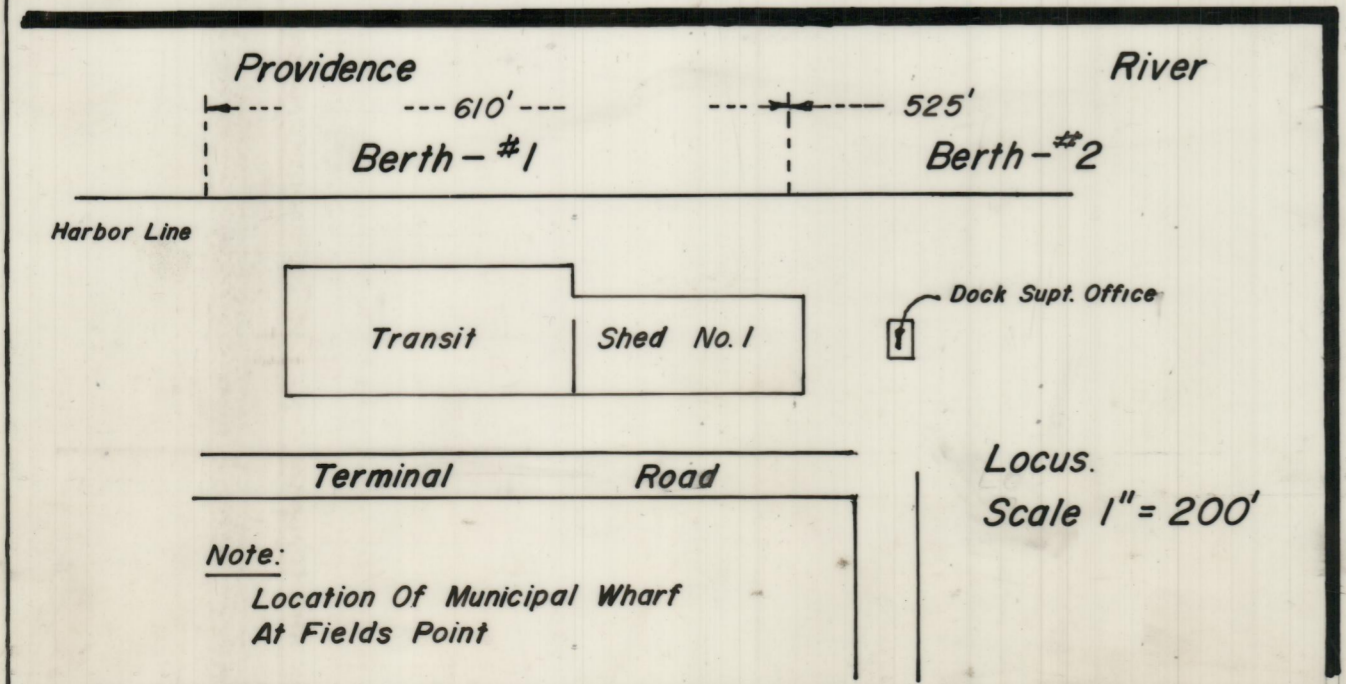 Providence River
610' 525'
Berth - #1 Berth - #2
Harbor Line
Dock Supt. Office
Transit Shed No. 1
Terminal Road
Locus.
Scale 1" = 200'
Note:
Location Of Municipal Wharf
At Fields Point